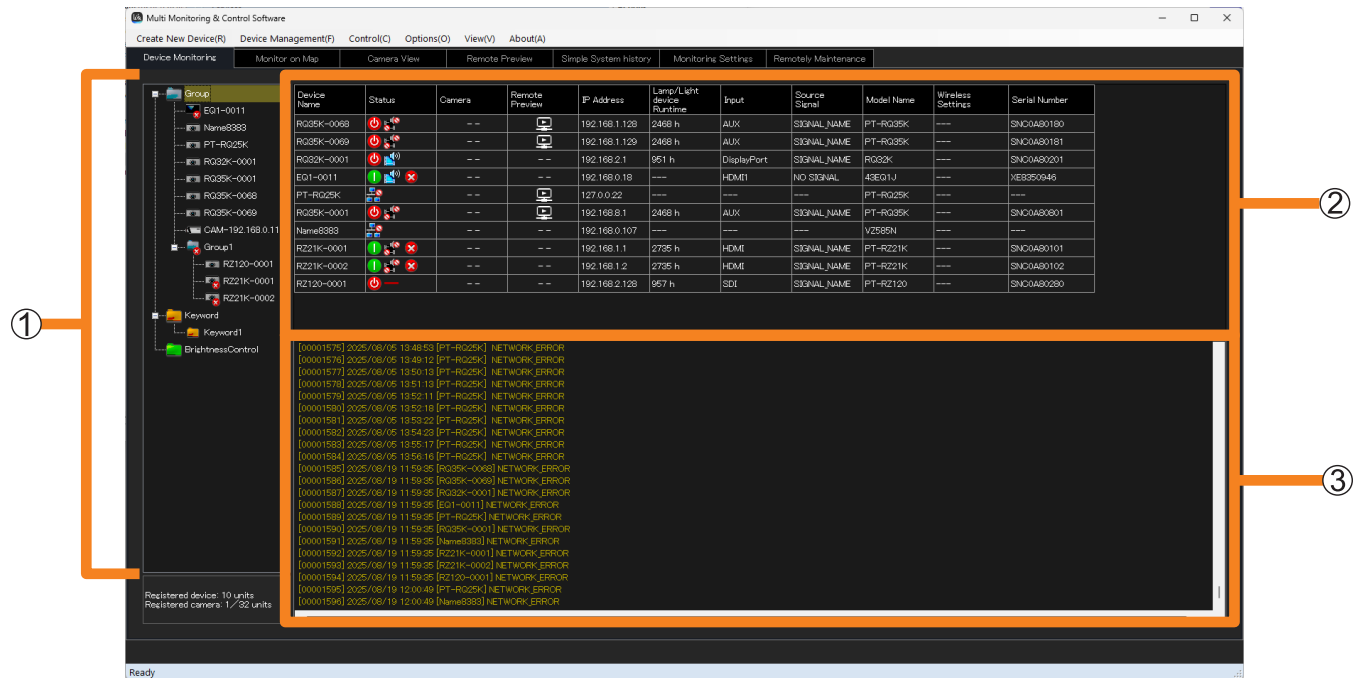 Multi Monitoring & Control Software
Create New Device(R) Device Management(F) Control(C) Options(O) View(V) About(A)
Device Monitoring Monitor on Map Camera View Remote Preview Simple System history Monitoring Settings Remotely Maintenance
Group
EQ1-0011
Name8383
PT-RQ25K
RQ32K-0001
RQ35K-0001
RQ35K-0068
RQ35K-0069
CAM-192.168.0.11
Group1
RZ120-0001
RZ21K-0001
RZ21K-0002
Keyword
Keyword1
BrightnessControl
Registered device: 10 units
Registered camera: 1/32 units
①
Device Name Status Camera Remote Preview IP Address Lamp/Light device Runtime Input Source Signal Model Name Wireless Settings Serial Number
RQ35K-0068 -- 192.168.1.128 2468 h AUX SIGNAL_NAME PT-RQ35K --- SNC0A80180
RQ35K-0069 -- 192.168.1.129 2468 h AUX SIGNAL_NAME PT-RQ35K --- SNC0A80181
RQ32K-0001 -- -- 192.168.2.1 951 h DisplayPort SIGNAL_NAME RQ32K --- SNC0A80201
EQ1-0011 -- -- 192.168.0.18 --- HDMI1 NO SIGNAL 43EQ1J --- XE8350946
PT-RQ25K -- 127.0.0.22 --- --- --- PT-RQ25K --- ---
RQ35K-0001 -- 192.168.8.1 2468 h AUX SIGNAL_NAME PT-RQ35K --- SNC0A80801
Name8383 -- -- 192.168.0.107 --- --- --- VZ585N --- ---
RZ21K-0001 -- -- 192.168.1.1 2735 h HDMI SIGNAL_NAME PT-RZ21K --- SNC0A80101
RZ21K-0002 -- -- 192.168.1.2 2735 h HDMI SIGNAL_NAME PT-RZ21K --- SNC0A80102
RZ120-0001 -- -- 192.168.2.128 957 h SDI SIGNAL_NAME PT-RZ120 --- SNC0A80280
②
[00001575] 2025/08/05 13:48:53 [PT-RQ25K] NETWORK_ERROR
[00001576] 2025/08/05 13:49:12 [PT-RQ25K] NETWORK_ERROR
[00001577] 2025/08/05 13:50:13 [PT-RQ25K] NETWORK_ERROR
[00001578] 2025/08/05 13:51:13 [PT-RQ25K] NETWORK_ERROR
[00001579] 2025/08/05 13:52:11 [PT-RQ25K] NETWORK_ERROR
[00001580] 2025/08/05 13:52:18 [PT-RQ25K] NETWORK_ERROR
[00001581] 2025/08/05 13:53:22 [PT-RQ25K] NETWORK_ERROR
[00001582] 2025/08/05 13:54:23 [PT-RQ25K] NETWORK_ERROR
[00001583] 2025/08/05 13:55:17 [PT-RQ25K] NETWORK_ERROR
[00001584] 2025/08/05 13:56:16 [PT-RQ25K] NETWORK_ERROR
[00001585] 2025/08/19 11:59:35 [RQ35K-0068] NETWORK_ERROR
[00001586] 2025/08/19 11:59:35 [RQ35K-0069] NETWORK_ERROR
[00001587] 2025/08/19 11:59:35 [RQ32K-0001] NETWORK_ERROR
[00001588] 2025/08/19 11:59:35 [EQ1-0011] NETWORK_ERROR
[00001589] 2025/08/19 11:59:35 [PT-RQ25K] NETWORK_ERROR
[00001590] 2025/08/19 11:59:35 [RQ35K-0001] NETWORK_ERROR
[00001591] 2025/08/19 11:59:35 [Name8383] NETWORK_ERROR
[00001592] 2025/08/19 11:59:35 [RZ21K-0001] NETWORK_ERROR
[00001593] 2025/08/19 11:59:35 [RZ21K-0002] NETWORK_ERROR
[00001594] 2025/08/19 11:59:35 [RZ120-0001] NETWORK_ERROR
[00001595] 2025/08/19 12:00:49 [PT-RQ25K] NETWORK_ERROR
[00001596] 2025/08/19 12:00:49 [Name8383] NETWORK_ERROR
③
Ready